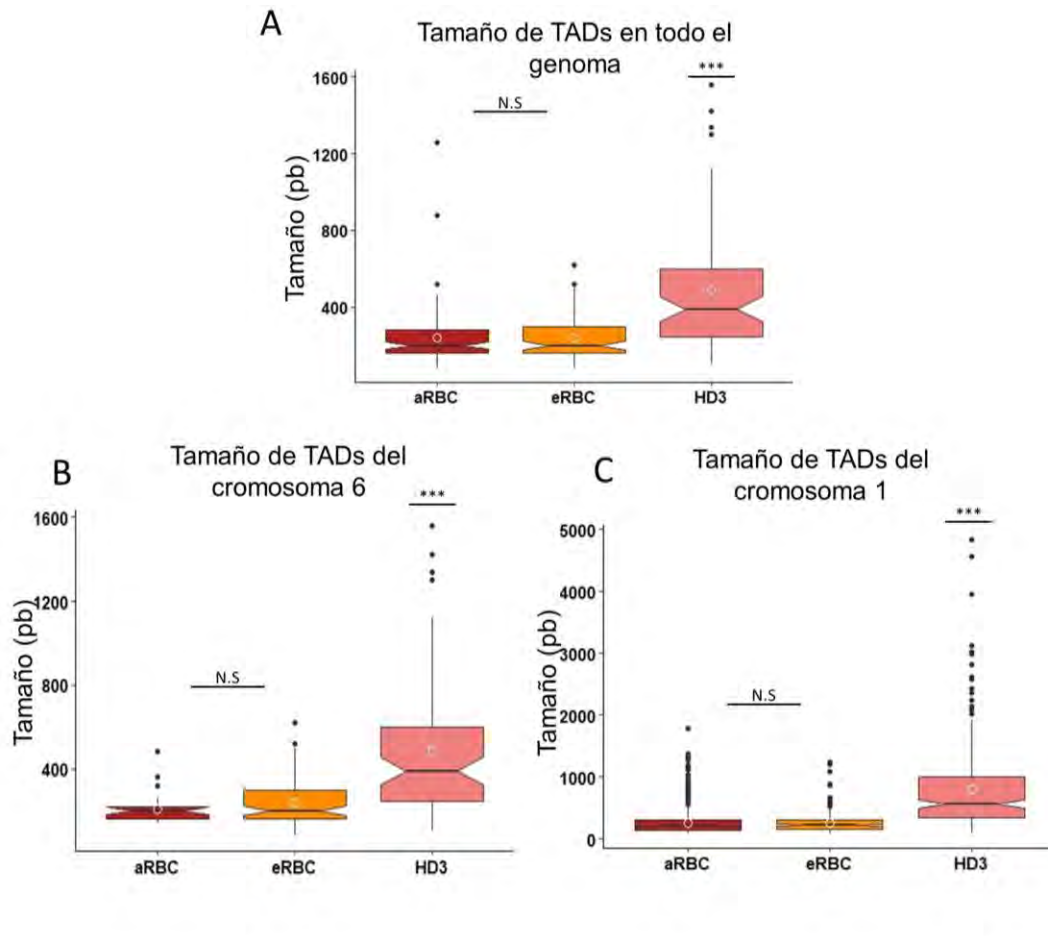 A
Tamaño de TADs en todo el
genoma
***
N.S
1600
1200
800
400
Tamaño (pb)
aRBC
eRBC
HD3
B
Tamaño de TADs del
cromosoma 6
***
N.S
1600
1200
800
400
Tamaño (pb)
aRBC
eRBC
HD3
C
Tamaño de TADs del
cromosoma 1
***
N.S
5000
4000
3000
2000
1000
0
Tamaño (pb)
aRBC
eRBC
HD3